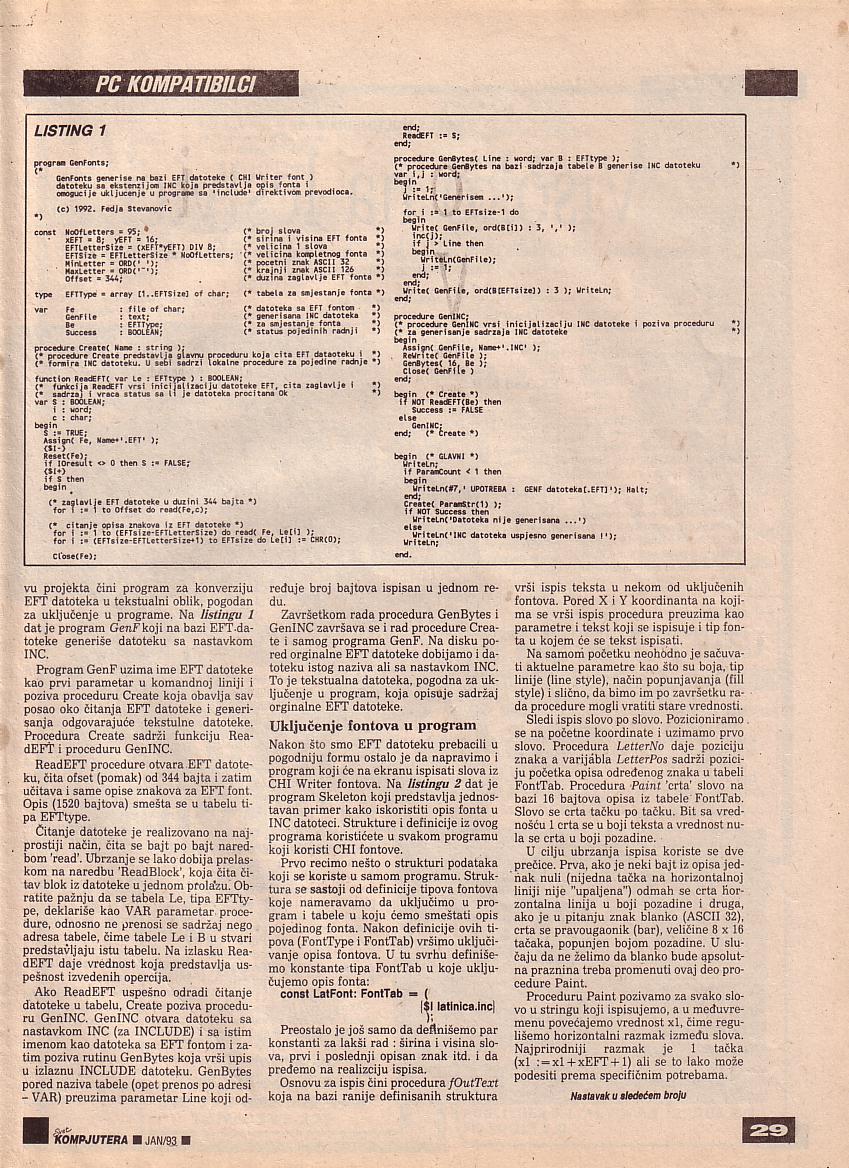 PC KOMPATIBILCI
LISTING 1
program GenFonts;
(*
GenFonts generise na bazi EFT datoteke ( CHI Writer font )
datoteku sa ekstenzijom INC koja predstavlja opis fonta i
omogucije ukljucenje u programe sa 'include' direktivom prevodioca.
(c) 1992. Fedja Stevanovic
*)
const NoOfLetters = 95; (* broj slova *)
xEFT = 8; yEFT = 16; (* sirina i visina EFT fonta *)
EFTLetterSize = (xEFT*yEFT) DIV 8; (* velicina 1 slova *)
EFTSize = EFTLetterSize * NoOfLetters; (* velicina kompletnog fonta *)
MinLetter = ORD(' '); (* pocetni znak ASCII 32 *)
MaxLetter = ORD('~'); (* krajnji znak ASCII 126 *)
Offset = 344; (* duzina zaglavlje EFT fonta *)
type EFTType = array [1..EFTSize] of char; (* tabela za smjestanje fonta *)
var Fe : file of char; (* datoteka sa EFT fontom *)
GenFile : text; (* generisana INC datoteka *)
Be : EFTType; (* za smjestanje fonta *)
Success : BOOLEAN; (* status pojedinih radnji *)
procedure Create( Name : string );
(* procedure Create predstavlja glavnu proceduru koja cita EFT dataoteku i *)
(* formira INC datoteku. U sebi sadrzi lokalne procedure za pojedine radnje *)
function ReadEFT( var Le : EFTtype ) : BOOLEAN;
(* funkcija ReadEFT vrsi inicijalizaciju datoteke EFT, cita zaglavlje i *)
(* sadrzaj i vraca status sa li je datoteka procitana Ok *)
var S : BOOLEAN;
i : word;
c : char;
begin
S := TRUE;
Assign( Fe, Name+'.EFT' );
{$I-}
Reset(Fe);
if IOresult <> 0 then S := FALSE;
{$I+}
if S then
begin
(* zaglavlje EFT datoteke u duzini 344 bajta *)
for i := 1 to Offset do read(Fe,c);
(* citanje opisa znakova iz EFT datoteke *)
for i := 1 to (EFTsize-EFTLetterSize) do read( Fe, Le[i] );
for i := (EFTsize-EFTLetterSize+1) to EFTsize do Le[i] := CHR(0);
Close(Fe);
end;
ReadEFT := S;
end;
procedure GenBytes( Line : word; var B : EFTtype );
(* procedure GenBytes na bazi sadrzaja tabele B generise INC datoteku *)
var i,j : word;
begin
j := 1;
WriteLn('Generisem ...');
for i := 1 to EFTsize-1 do
begin
Write( GenFile, ord(B[i]) : 3, ',' );
inc(j);
if j > Line then
begin
WriteLn(GenFile);
j := 1;
end;
end;
Write( GenFile, ord(B[EFTsize]) : 3 ); WriteLn;
end;
procedure GenINC;
(* procedure GenINC vrsi inicijalizaciju INC datoteke i poziva proceduru *)
(* za generisanje sadrzaja INC datoteke
begin
Assign( GenFile, Name+'.INC' );
ReWrite( GenFile );
GenBytes( 16, Be );
Close( GenFile )
end;
begin (* Create *)
if NOT ReadEFT(Be) then
Success := FALSE
else
GenINC;
end; (* Create *)
begin (* GLAVNI *)
WriteLn;
if ParamCount < 1 then
begin
WriteLn(#7,' UPOTREBA : GENF datoteka[.EFT]'); Halt;
end;
Create( ParamStr(1) );
if NOT Success then
WriteLn('Datoteka nije generisana ...')
else
WriteLn('INC datoteka uspjesno generisana !');
WriteLn;
end.
vu projekta čini program za konverziju
EFT datoteka u tekstualni oblik, pogodan
za uključenje u programe. Na listingu 1
dat je program GenF koji na bazi EFT da-
toteke generiše datoteku sa nastavkom
INC.
Program GenF uzima ime EFT datoteke
kao prvi parametar u komandnoj liniji i
poziva proceduru Create koja obavlja sav
posao oko čitanja EFT datoteke i generi-
sanja odgovarajuće tekstulne datoteke.
Procedura Create sadrži funkciju Rea-
dEFT i proceduru GenINC.
ReadEFT procedure otvara EFT datote-
ku, čita ofset (pomak) od 344 bajta i zatim
učitava i same opise znakova za EFT font.
Opis (1520 bajtova) smešta se u tabelu ti-
pa EFTtype.
Čitanje datoteke je realizovano na naj-
prostiji način, čita se bajt po bajt nared-
bom 'read'. Ubrzanje se lako dobija prelas-
kom na naredbu 'ReadBlock', koja čita či-
tav blok iz datoteke u jednom prolazu. Ob-
ratite pažnju da se tabela Le, tipa EFTty-
pe, deklariše kao VAR parametar proce-
dure, odnosno ne prenosi se sadržaj nego
adresa tabele, čime tabele Le i B u stvari
predstavljaju istu tabelu. Na izlasku Rea-
dEFT daje vrednost koja predstavlja us-
pešnost izvedenih opercija.
Ako ReadEFT uspešno odradi čitanje
datoteke u tabelu, Create poziva procedu-
ru GenINC. GenINC otvara datoteku sa
nastavkom INC (za INCLUDE) i sa istim
imenom kao datoteka sa EFT fontom i za-
tim poziva rutinu GenBytes koja vrši upis
u izlaznu INCLUDE datoteku. GenBytes
pored naziva tabele (opet prenos po adresi
– VAR) preuzima parametar Line koji od-
ređuje broj bajtova ispisan u jednom re-
du.
Završetkom rada procedura GenBytes i
GenINC završava se i rad procedure Crea-
te i samog programa GenF. Na disku po-
red orginalne EFT datoteke dobijamo i da-
toteku istog naziva ali sa nastavkom INC.
To je tekstualna datoteka, pogodna za uk-
ljučenje u program, koja opisuje sadržaj
orginalne EFT datoteke.
Uključenje fontova u program
Nakon što smo EFT datoteku prebacili u
pogodniju formu ostalo je da napravimo i
program koji će na ekranu ispisati slova iz
CHI Writer fontova. Na listingu 2 dat je
program Skeleton koji predstavlja jednos-
tavan primer kako iskoristiti opis fonta u
INC datoteci. Strukture i definicije iz ovog
programa koristićete u svakom programu
koji koristi CHI fontove.
Prvo recimo nešto o strukturi podataka
koji se koriste u samom programu. Struk-
tura se sastoji od definicije tipova fontova
koje nameravamo da uključimo u pro-
gram i tabele u koju ćemo smeštati opis
pojedinog fonta. Nakon definicije ovih ti-
pova (FontType i FontTab) vršimo uključi-
vanje opisa fontova. U tu svrhu definiše-
mo konstante tipa FontTab u koje uklju-
čujemo opis fonta:
const LatFont: FontTab = (
|$I latinica.inc|
);
Preostalo je još samo da definišemo par
konstanti za lakši rad : širina i visina slo-
va, prvi i poslednji opisan znak itd. i da
pređemo na realizciju ispisa.
Osnovu za ispis čini procedura fOutText
koja na bazi ranije definisanih struktura
vrši ispis teksta u nekom od uključenih
fontova. Pored X i Y koordinanta na koji-
ma se vrši ispis procedura preuzima kao
parametre i tekst koji se ispisuje i tip fon-
ta u kojem će se tekst ispisati.
Na samom početku neohodno je sačuva-
ti aktuelne parametre kao što su boja, tip
linije (line style), način popunjavanja (fill
style) i slično, da bimo im po završetku ra-
da procedure mogli vratiti stare vrednosti.
Sledi ispis slovo po slovo. Pozicioniramo
se na početne koordinate i uzimamo prvo
slovo. Procedura LetterNo daje poziciju
znaka a varijabla LetterPos sadrži pozici-
ju početka opisa određenog znaka u tabeli
FontTab. Procedura Paint 'crta' slovo na
bazi 16 bajtova opisa iz tabele FontTab.
Slovo se crta tačku po tačku. Bit sa vred-
nošću 1 crta se u boji teksta a vrednost nu-
la se crta u boji pozadine.
U cilju ubrzanja ispisa koriste se dve
prečice. Prva, ako je neki bajt iz opisa jed-
nak nuli (nijedna tačka na horizontalnoj
liniji nije "upaljena") odmah se crta hor-
zontalna linija u boji pozadine i druga,
ako je u pitanju znak blanko (ASCII 32),
crta se pravougaonik (bar), veličine 8 x 16
tačaka, popunjen bojom pozadine. U slu-
čaju da ne želimo da blanko bude apsolut-
na praznina treba promenuti ovaj deo pro-
cedure Paint.
Proceduru Paint pozivamo za svako slo-
vo u stringu koji ispisujemo, a u međuvre-
menu povećajemo vrednost x1, čime regu-
lišemo horizontalni razmak između slova.
Najprirodniji razmak je 1 tačka
(x1 :=x1+xEFT+1) ali se to lako može
podesiti prema specifičnim potrebama.
Nastavak u sledećem broju
Svet
KOMPJUTERA JAN/93
29